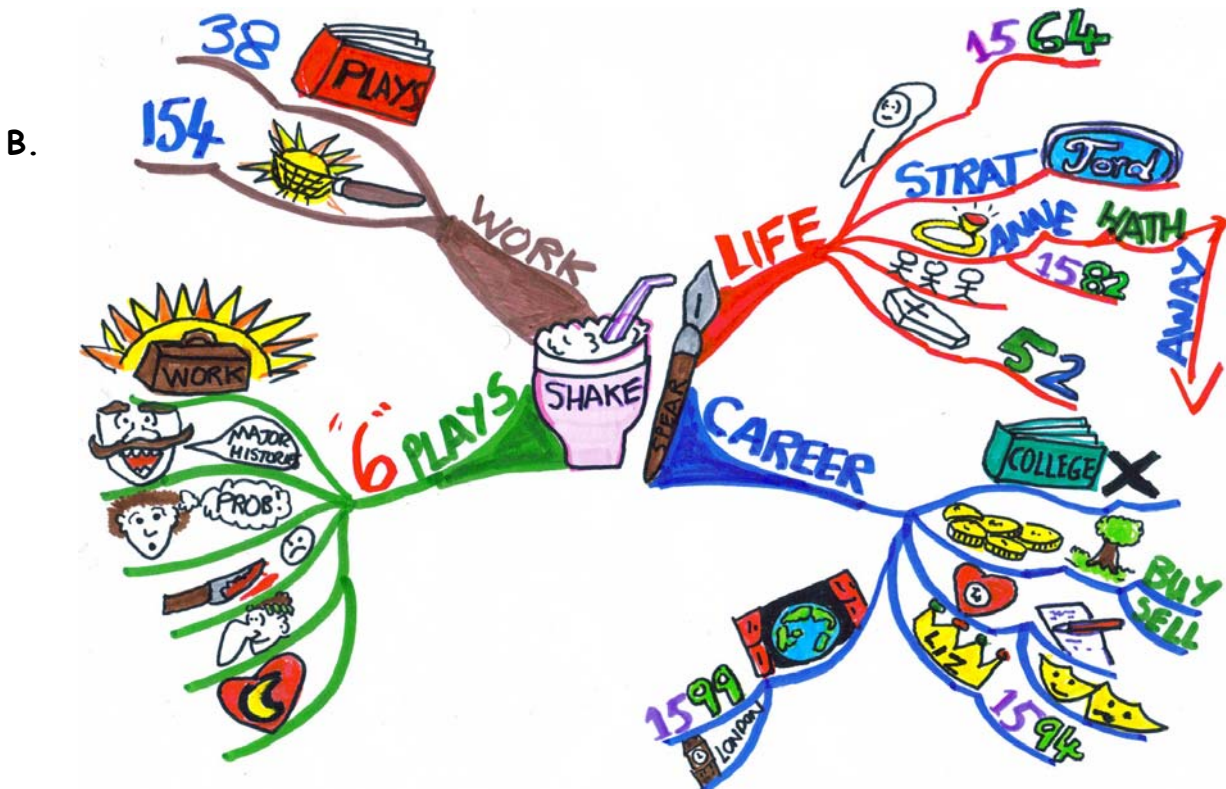 B.
38
PLAYS
154
WORK
SHAKE
SPEAR
LIFE
1564
STRAT
Ford
ANNE HATH
AWAY
1582
52
CAREER
COLLEGE X
BUY
SELL
LIZ
1594
1599
LONDON
"6" PLAYS
WORK
MAJOR
HISTORIES
PROB!